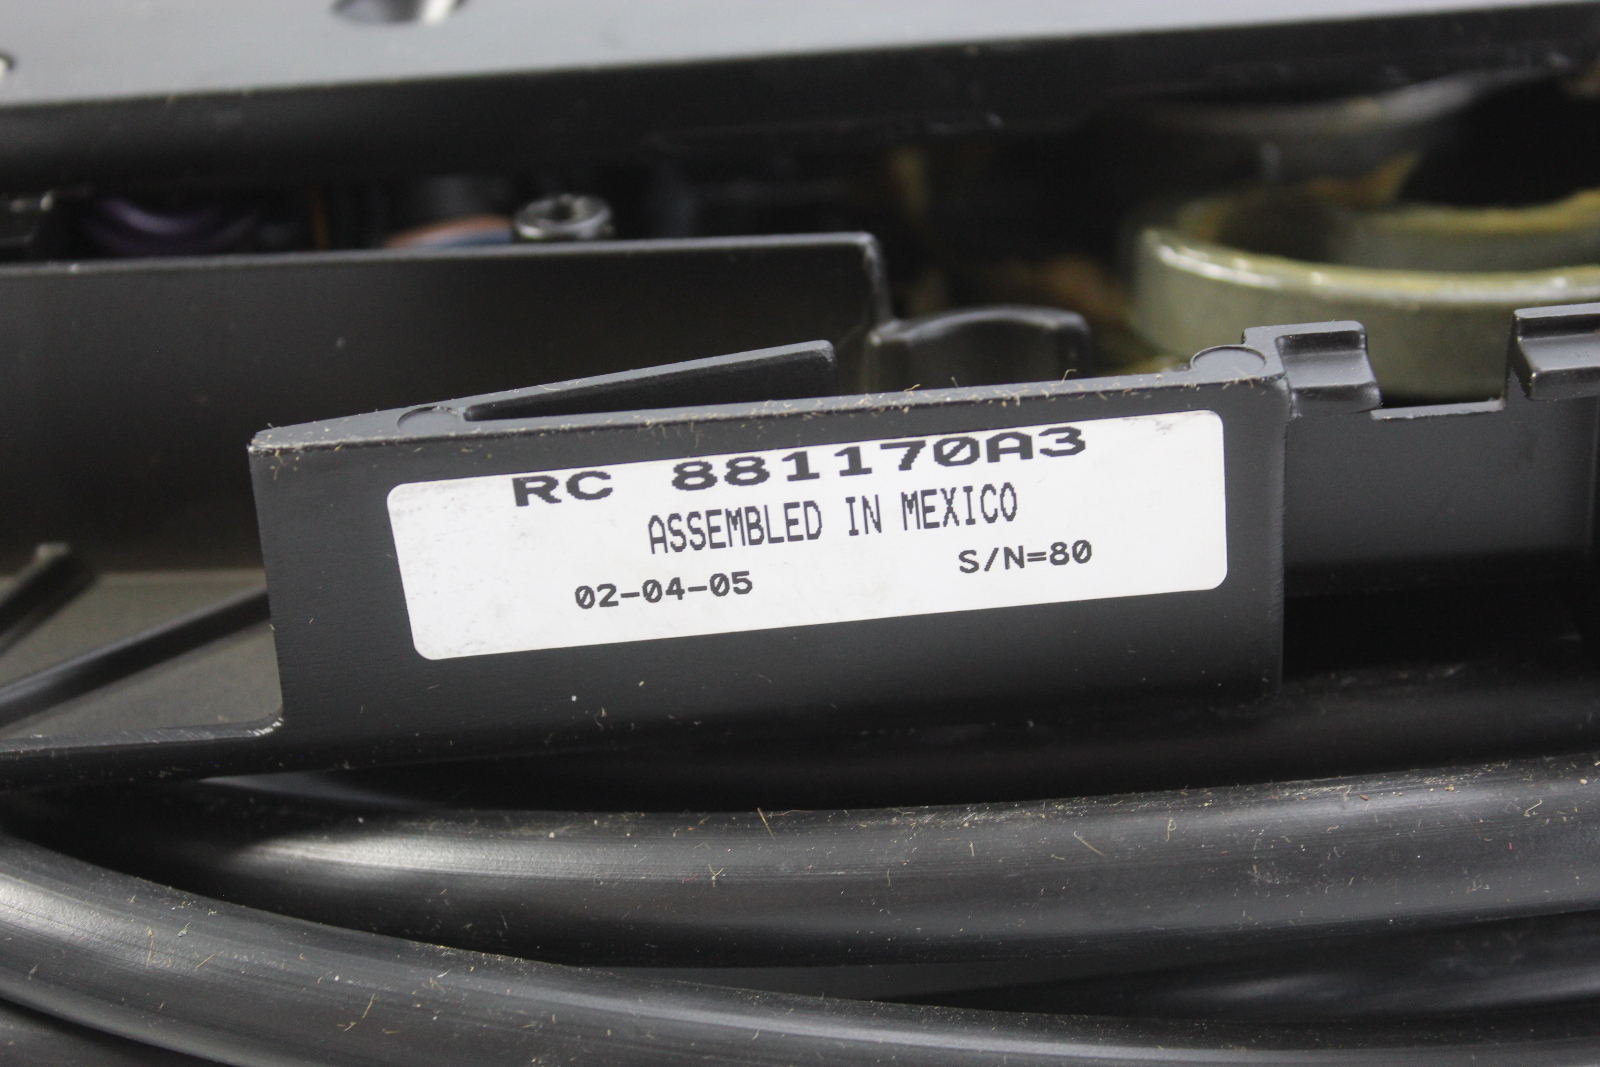 RC 881170A3
ASSEMBLED IN MEXICO
02-04-05 S/N=80